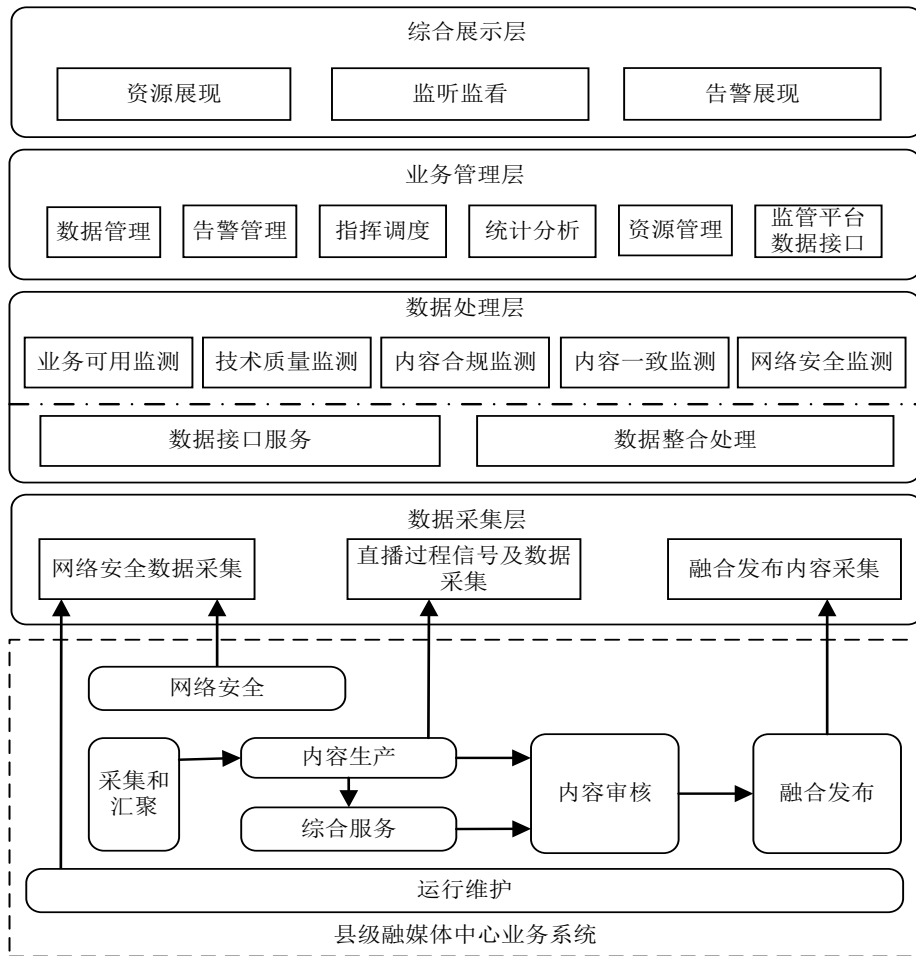 综合展示层
资源展现
监听监看
告警展现
业务管理层
数据管理
告警管理
指挥调度
统计分析
资源管理
监管平台
数据接口
数据处理层
业务可用监测
技术质量监测
内容合规监测
内容一致监测
网络安全监测
数据接口服务
数据整合处理
数据采集层
网络安全数据采集
直播过程信号及数据
采集
融合发布内容采集
网络安全
采集和
汇聚
内容生产
综合服务
内容审核
融合发布
运行维护
县级融媒体中心业务系统